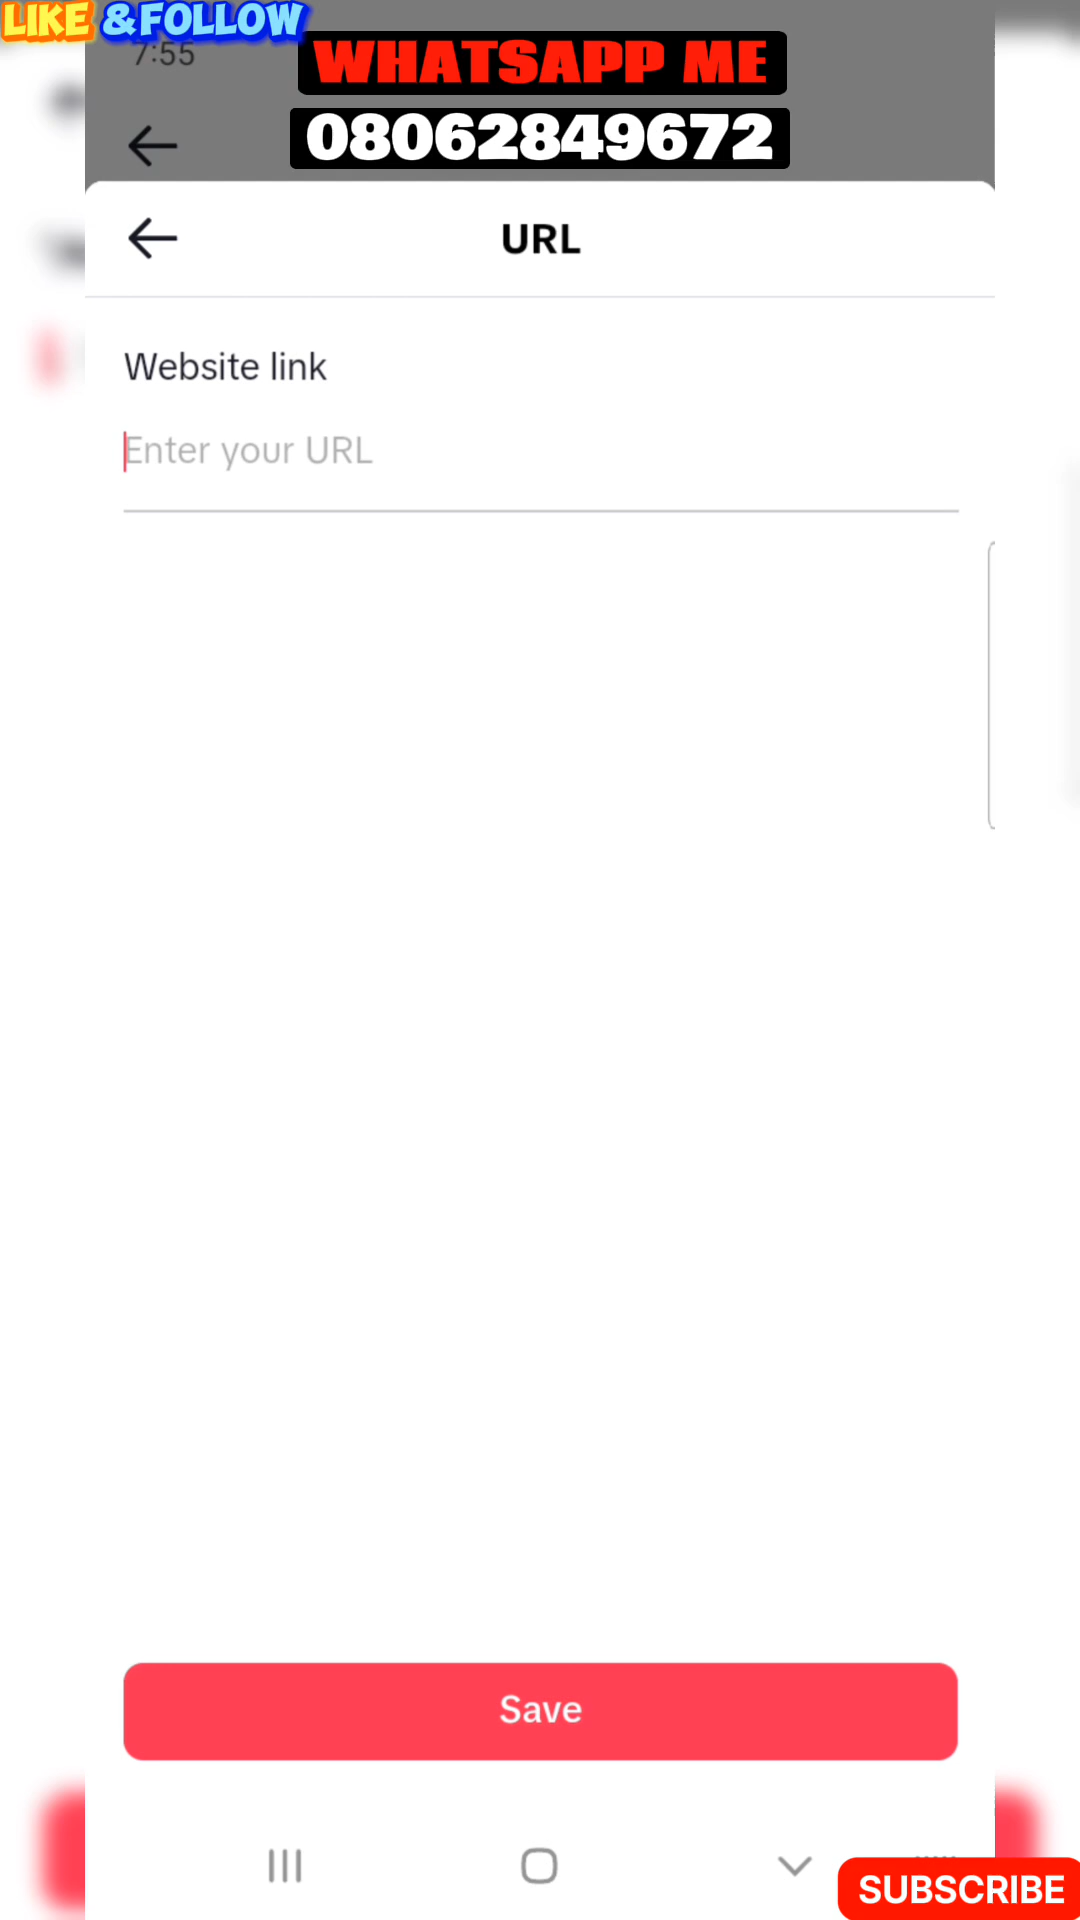 LIKE &FOLLOW
7:55
WHATSAPP ME
08062849672
URL
Website link
Enter your URL
Save
SUBSCRIBE